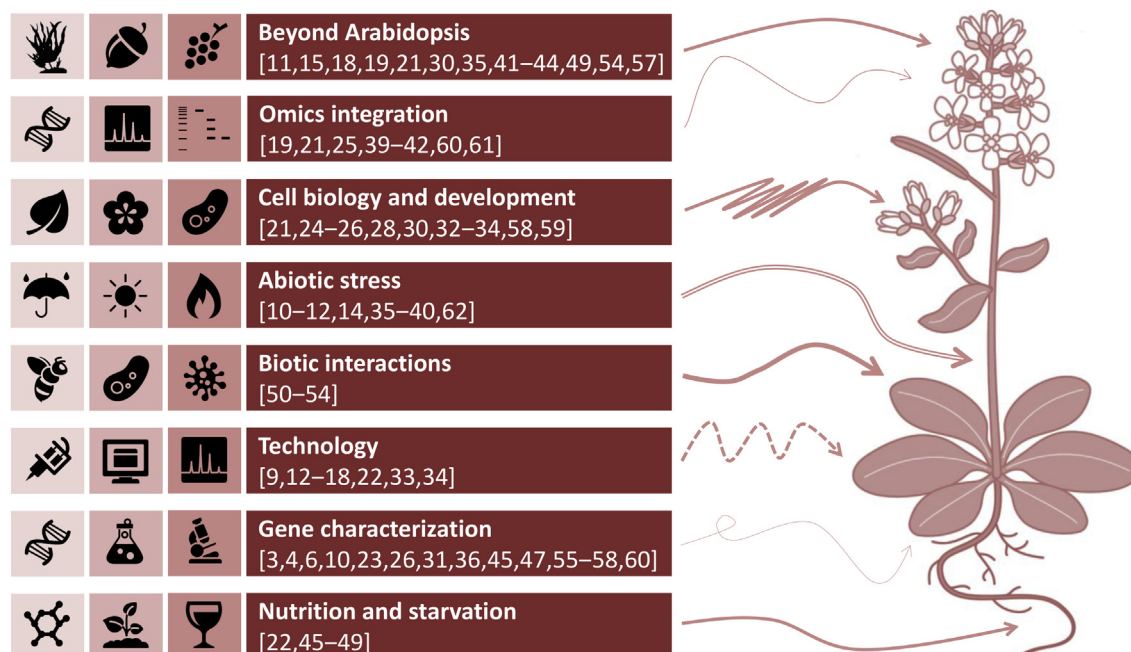 Beyond Arabidopsis
[11,15,18,19,21,30,35,41–44,49,54,57]
Omics integration
[19,21,25,39–42,60,61]
Cell biology and development
[21,24–26,28,30,32–34,58,59]
Abiotic stress
[10–12,14,35–40,62]
Biotic interactions
[50–54]
Technology
[9,12–18,22,33,34]
Gene characterization
[3,4,6,10,23,26,31,36,45,47,55–58,60]
Nutrition and starvation
[22,45–49]